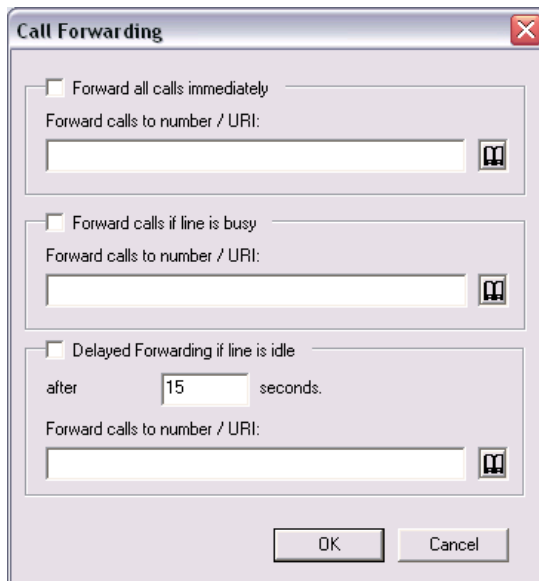 Call Forwarding
Forward all calls immediately
Forward calls to number / URI:
Forward calls if line is busy
Forward calls to number / URI:
Delayed Forwarding if line is idle
after 15 seconds.
Forward calls to number / URI:
OK Cancel